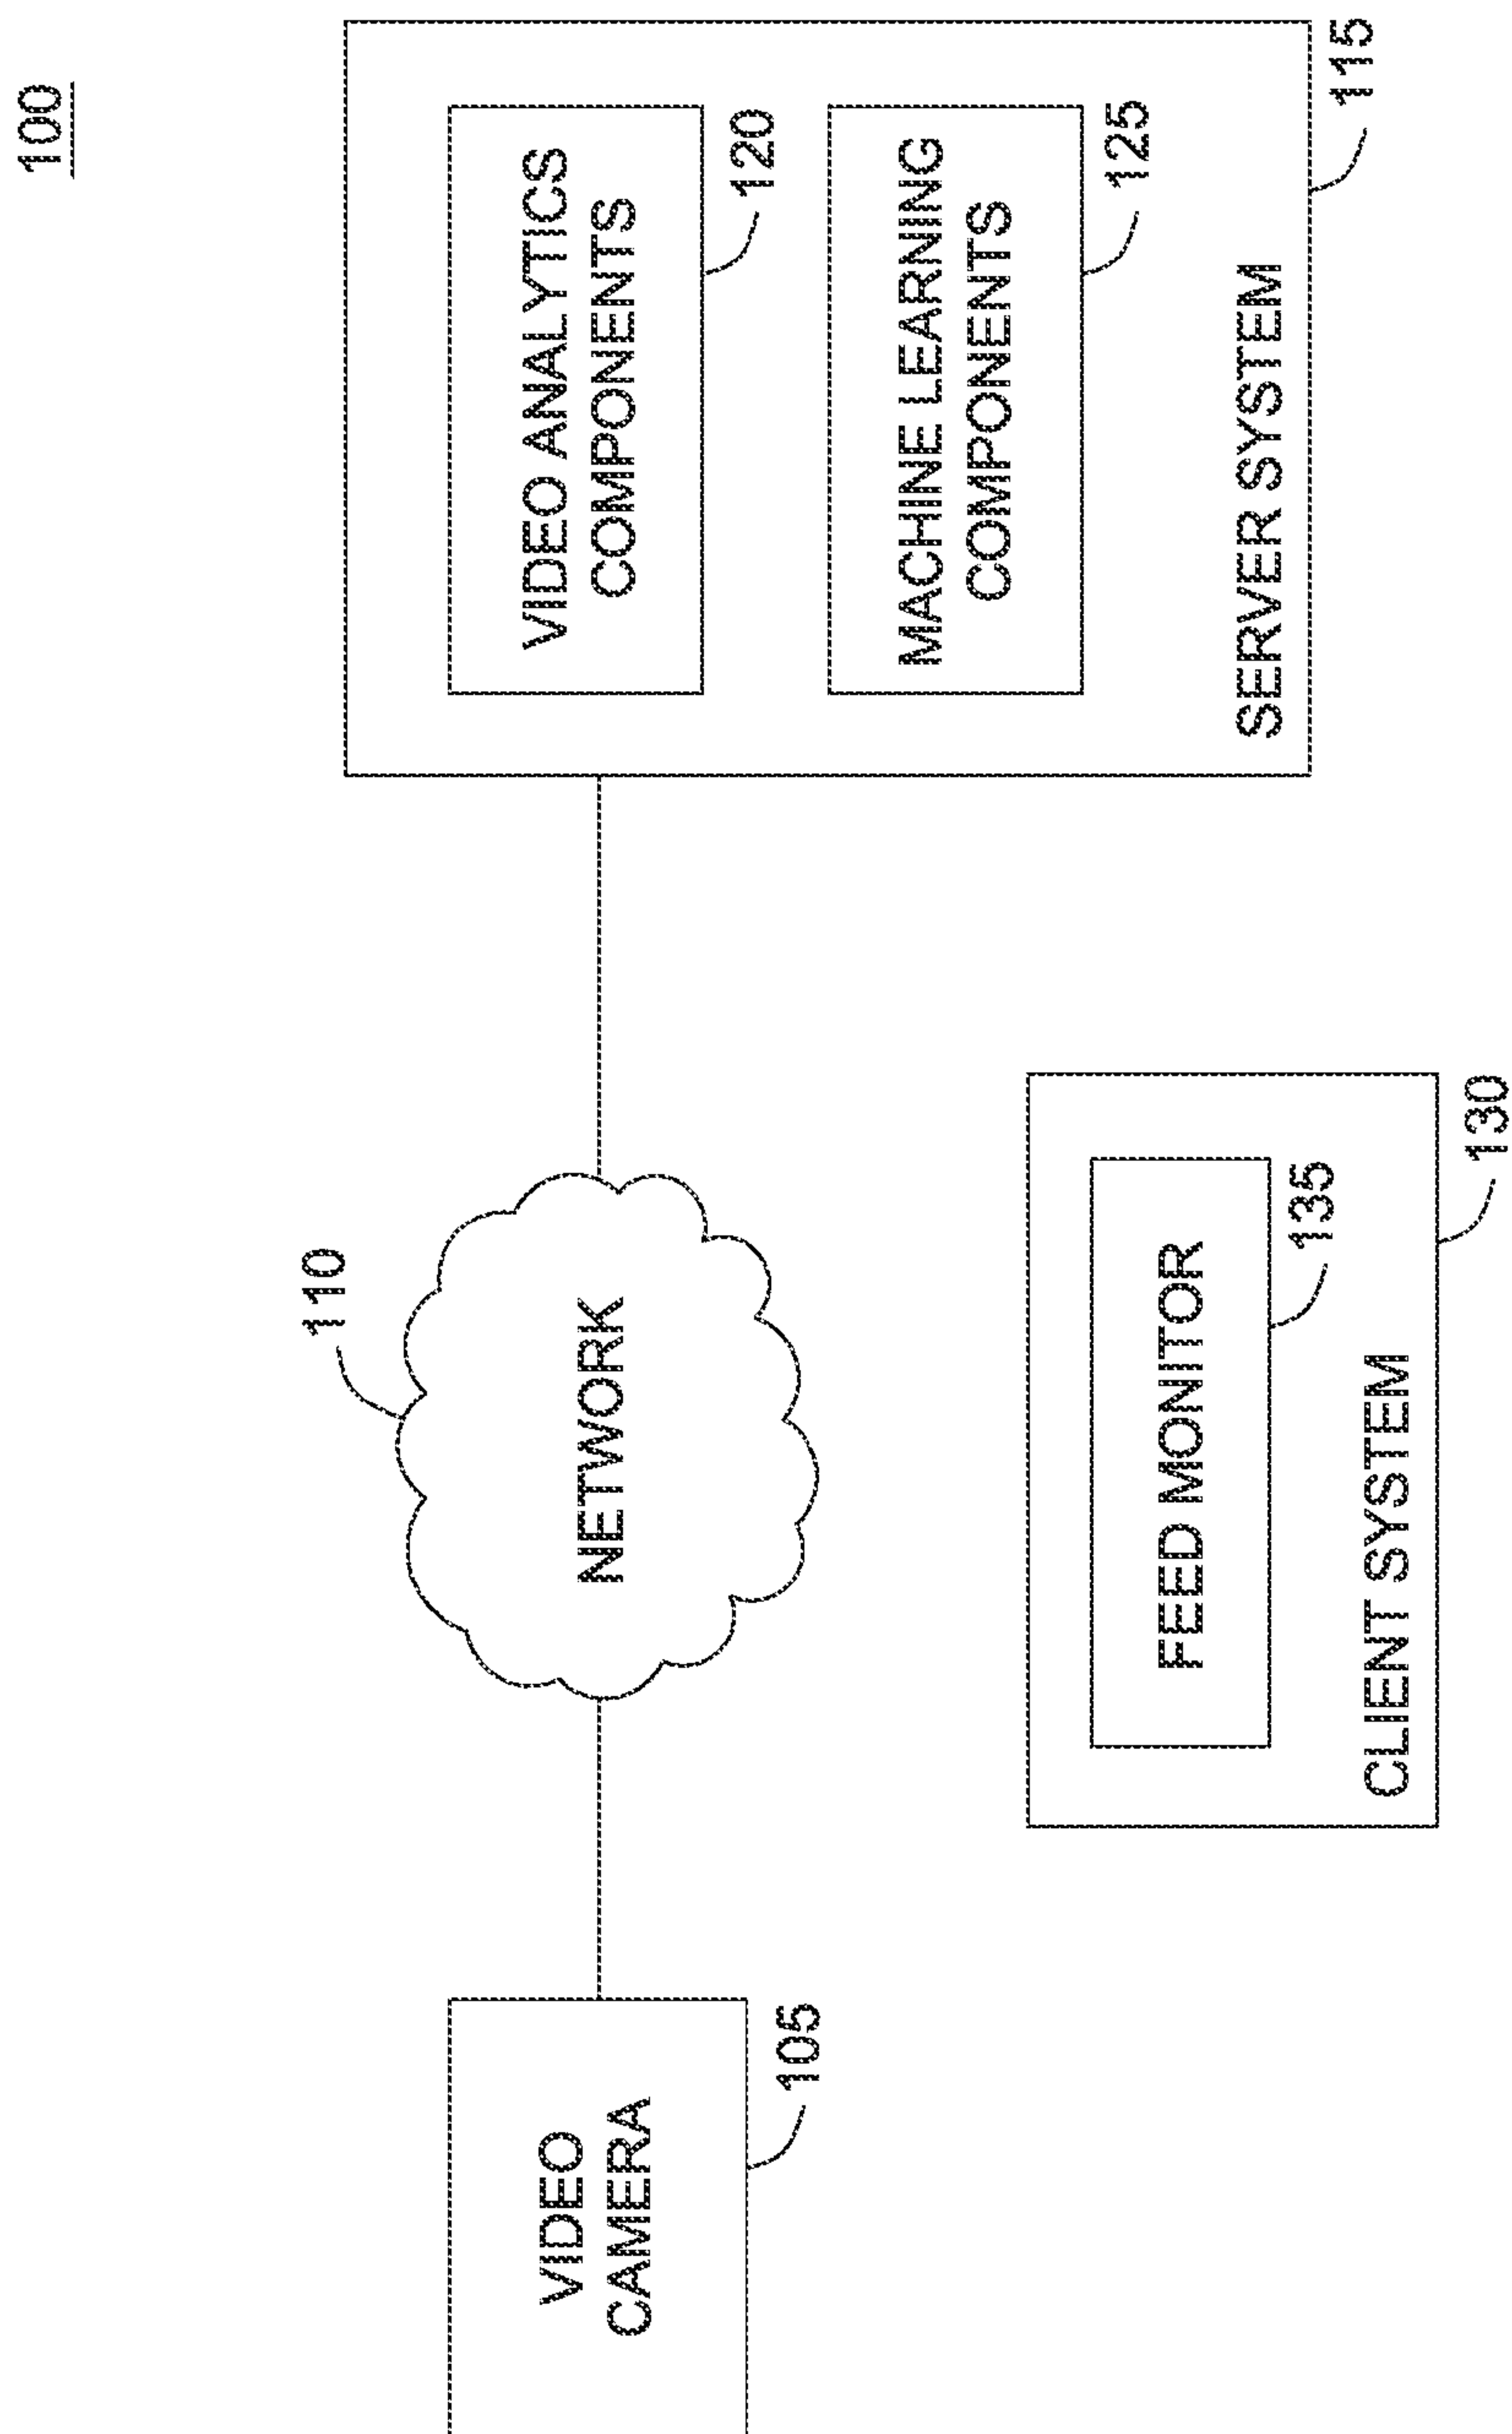 100
VIDEO
CAMERA
105
110
NETWORK
FEED MONITOR
135
CLIENT SYSTEM
130
VIDEO ANALYTICS
COMPONENTS
120
MACHINE LEARNING
COMPONENTS
125
SERVER SYSTEM
115